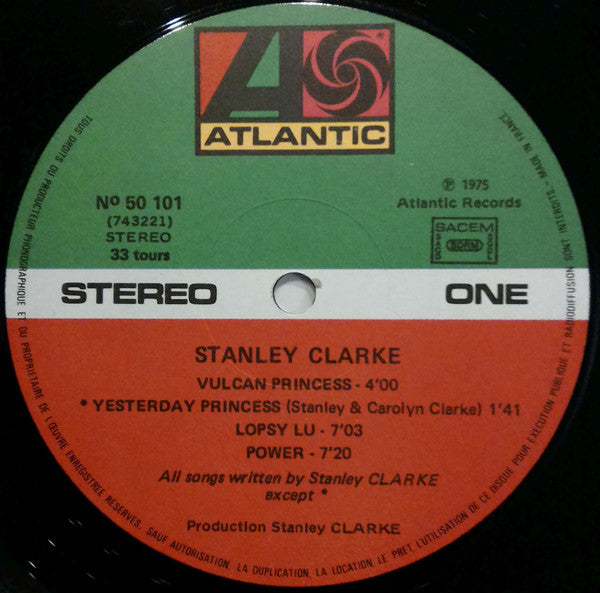 ATLANTIC
Nº 50 101
(743221)
STEREO
33 tours
℗ 1975
Atlantic Records
SACEM
SACD SDRM SGDL
STEREO
ONE
STANLEY CLARKE
VULCAN PRINCESS - 4'00
* YESTERDAY PRINCESS (Stanley & Carolyn Clarke) 1'41
LOPSY LU - 7'03
POWER - 7'20
All songs written by Stanley CLARKE
except *
Production Stanley CLARKE
TOUS DROITS DU PRODUCTEUR PHONOGRAPHIQUE ET DU PROPRIETAIRE DE L'ŒUVRE ENREGISTREE RESERVES. SAUF AUTORISATION, LA DUPLICATION, LA LOCATION, LE PRET, L'UTILISATION DE CE DISQUE POUR EXECUTION PUBLIQUE ET RADIODIFFUSION SONT INTERDITS - MADE IN FRANCE.